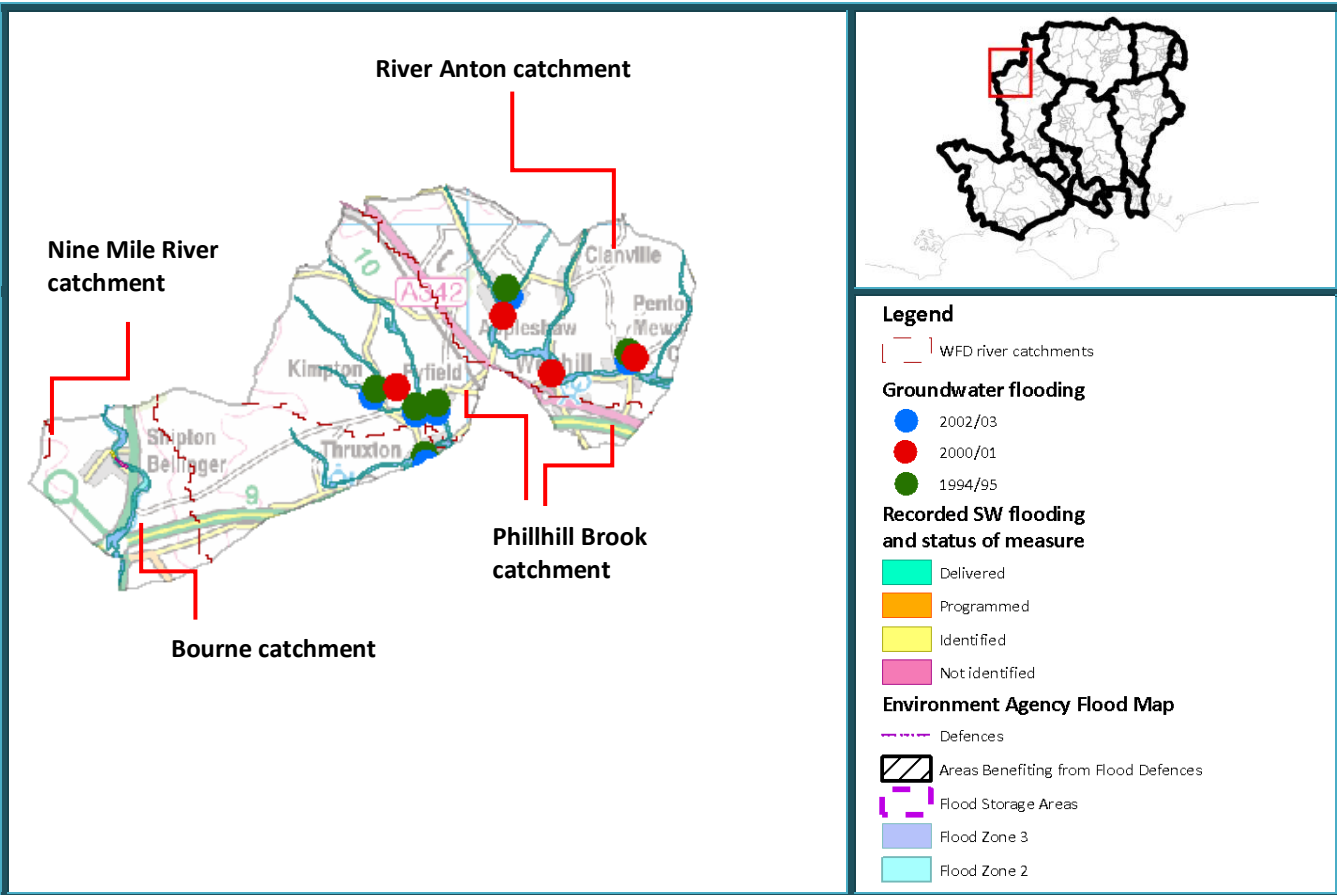 River Anton catchment
Nine Mile River
catchment
Clanville
10
A342
Appleshaw
Kimpton
Fyfield
Shipton
Bellinger
Thruxton
9
Phillhill Brook
catchment
Bourne catchment
Legend
WFD river catchments
Groundwater flooding
2002/03
2000/01
1994/95
Recorded SW flooding
and status of measure
Delivered
Programmed
Identified
Not identified
Environment Agency Flood Map
Defences
Areas Benefiting from Flood Defences
Flood Storage Areas
Flood Zone 3
Flood Zone 2